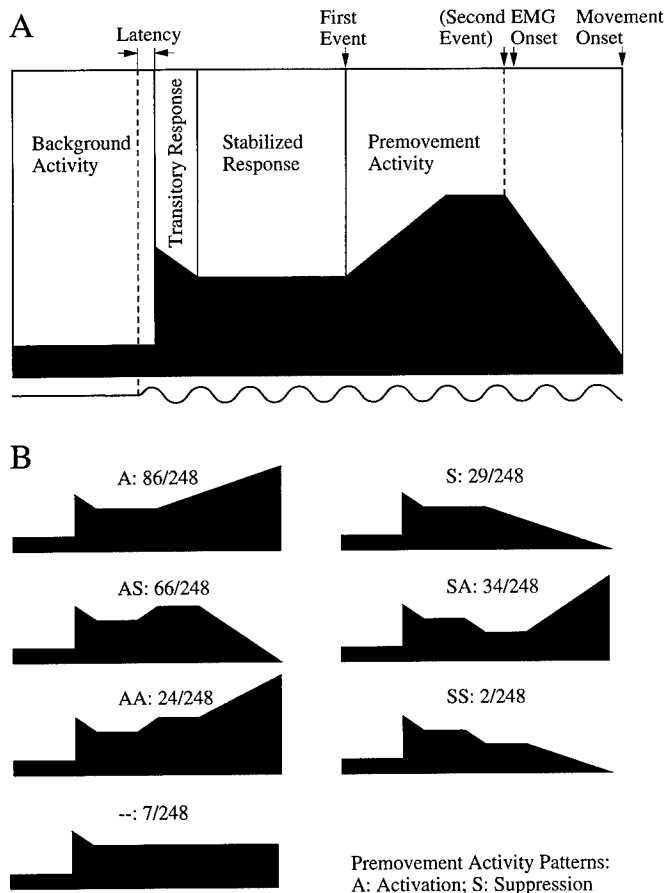 A
Latency
First
Event
(Second
Event)
EMG
Onset
Movement
Onset
Background
Activity
Transitory Response
Stabilized
Response
Premovement
Activity
B
A: 86/248
S: 29/248
AS: 66/248
SA: 34/248
AA: 24/248
SS: 2/248
--: 7/248
Premovement Activity Patterns:
A: Activation; S: Suppression